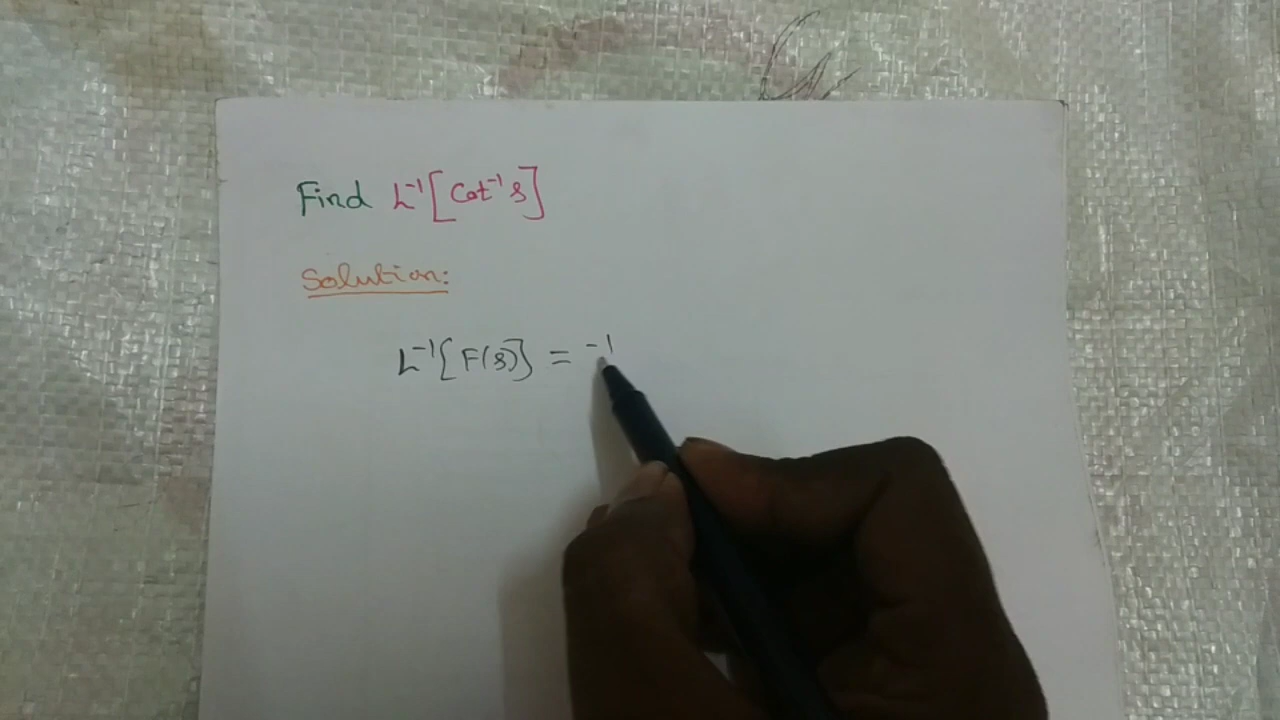 Find L⁻¹[Cot⁻¹ s]
Solution:
L⁻¹[F(s)] = -1